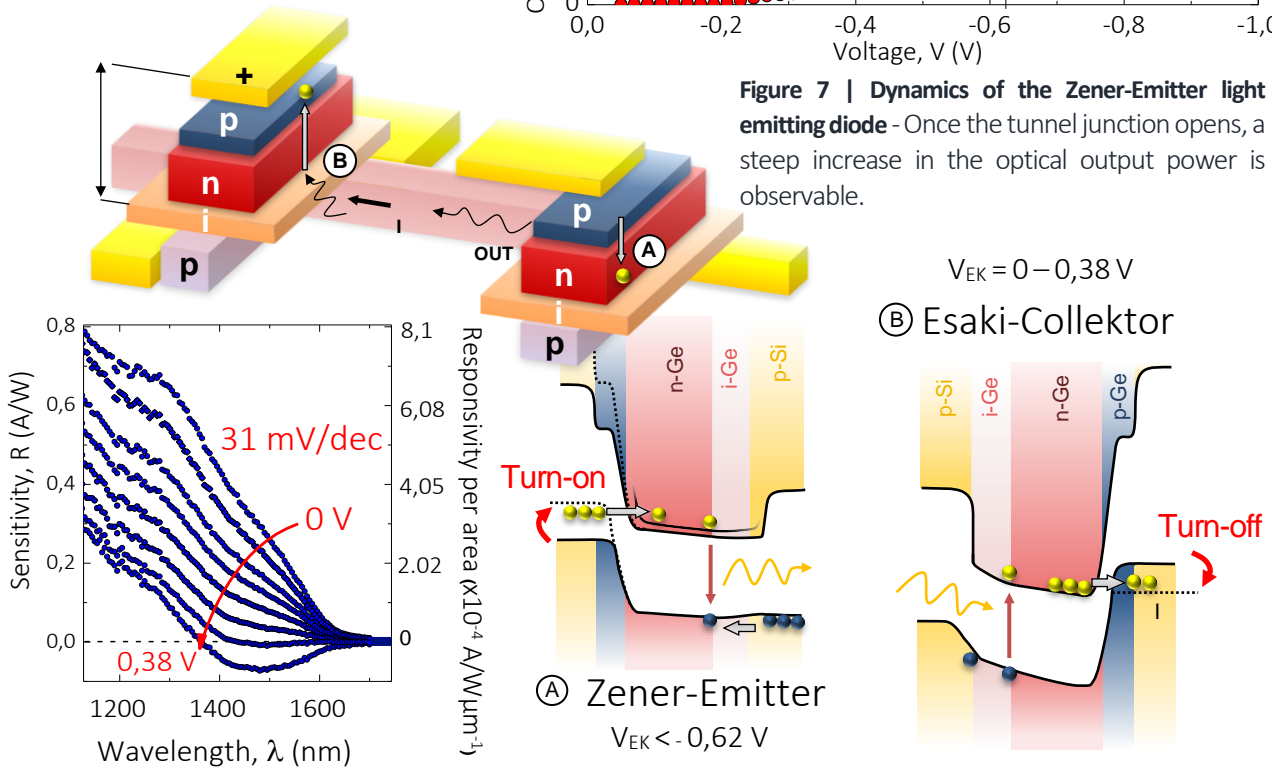 0
0,0
-0,2
-0,4
-0,6
-0,8
-1,0
Voltage, V (V)
Figure 7 | Dynamics of the Zener-Emitter light
emitting diode - Once the tunnel junction opens, a
steep increase in the optical output power is
observable.
+
p
n
i
p
B
I
OUT
p
n
i
p
A
VEK = 0 – 0,38 V
B Esaki-Collektor
p-Si
i-Ge
n-Ge
p-Ge
Turn-off
I
n-Ge
i-Ge
p-Si
Turn-on
A Zener-Emitter
VEK < - 0,62 V
Sensitivity, R (A/W)
0,8
0,6
0,4
0,2
0,0
8,1
6,08
4,05
2.02
0
Responsivity per area (x10-4 A/Wµm-1)
31 mV/dec
0 V
0,38 V
1200
1400
1600
Wavelength, λ (nm)